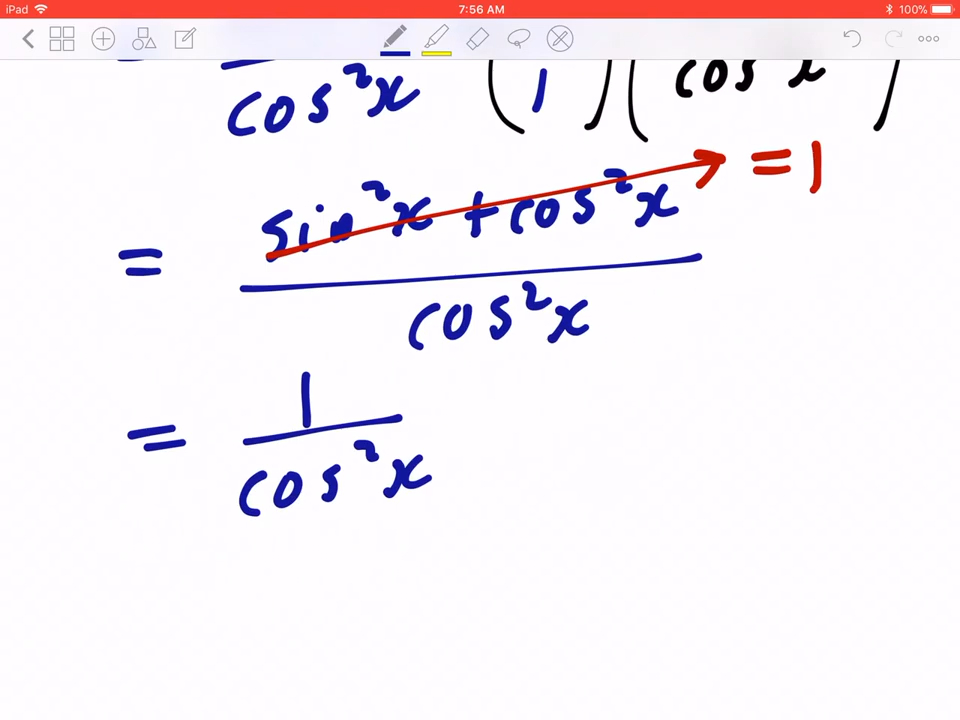 iPad 7:56 AM 100%
cos²x (1)(cos²x)
sin²x + cos²x = 1
=
cos²x
= 1
cos²x